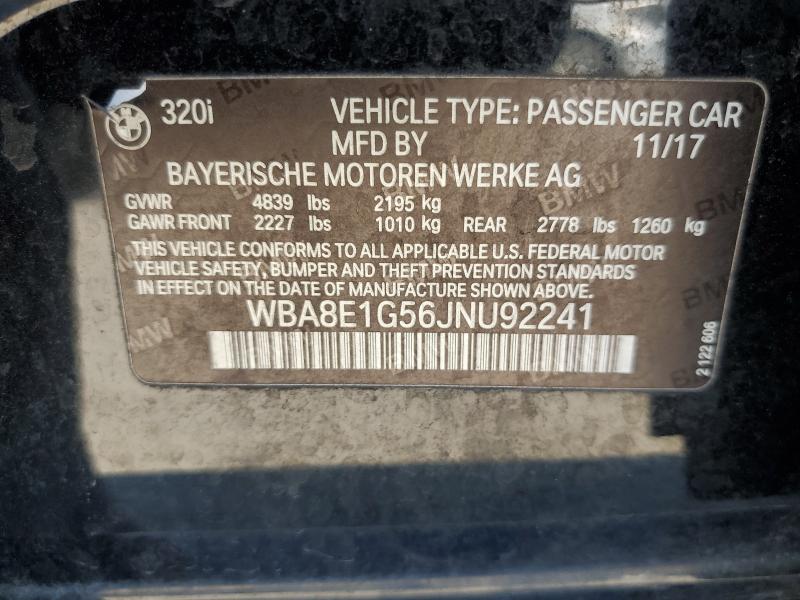 320i VEHICLE TYPE: PASSENGER CAR
MFD BY 11/17
BAYERISCHE MOTOREN WERKE AG
GVWR 4839 lbs 2195 kg
GAWR FRONT 2227 lbs 1010 kg REAR 2778 lbs 1260 kg
THIS VEHICLE CONFORMS TO ALL APPLICABLE U.S. FEDERAL MOTOR
VEHICLE SAFETY, BUMPER AND THEFT PREVENTION STANDARDS
IN EFFECT ON THE DATE OF MANUFACTURE SHOWN ABOVE.
WBA8E1G56JNU92241
2 122 606